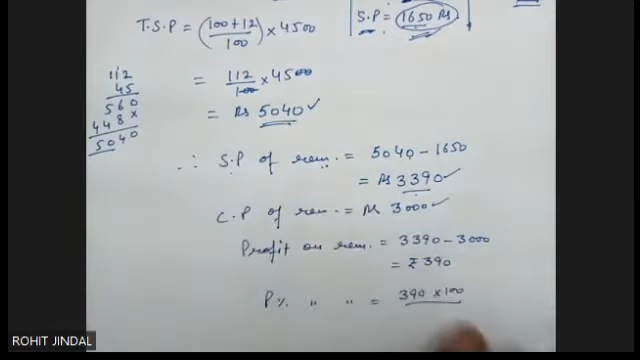 T.S.P = (100+12/100) × 4500
S.P = 1650 Rs
= 112/100 × 4500
112
45
560
448×
5040
= Rs 5040 ✓
∴ S.P of rem. = 5040 - 1650
= Rs 3390 ✓
C.P of rem. = Rs 3000 ✓
Profit on rem. = 3390 - 3000
= ₹ 390
P% " " = 390 × 100
ROHIT JINDAL